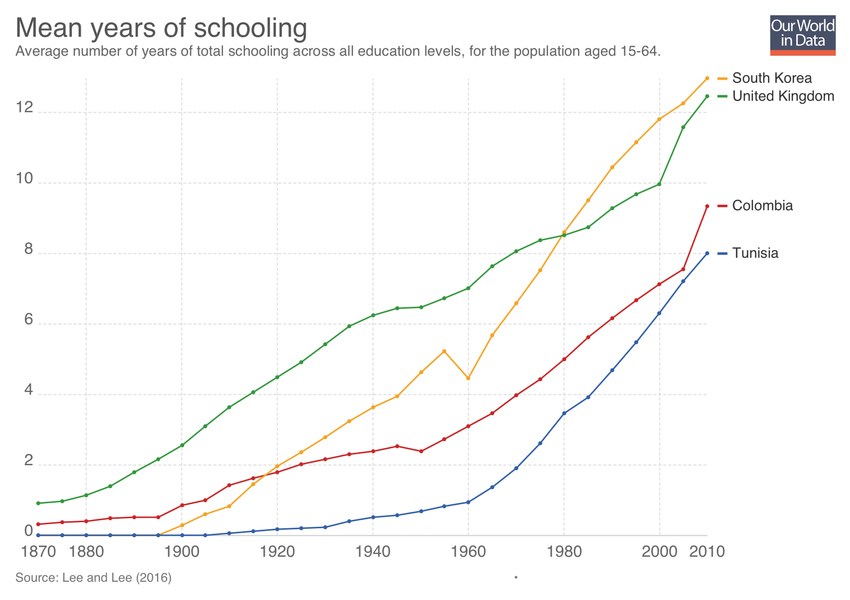 Mean years of schooling
Average number of years of total schooling across all education levels, for the population aged 15-64.
Our World
in Data
South Korea
United Kingdom
Colombia
Tunisia
12
10
8
6
4
2
0
1870
1880
1900
1920
1940
1960
1980
2000
2010
Source: Lee and Lee (2016)